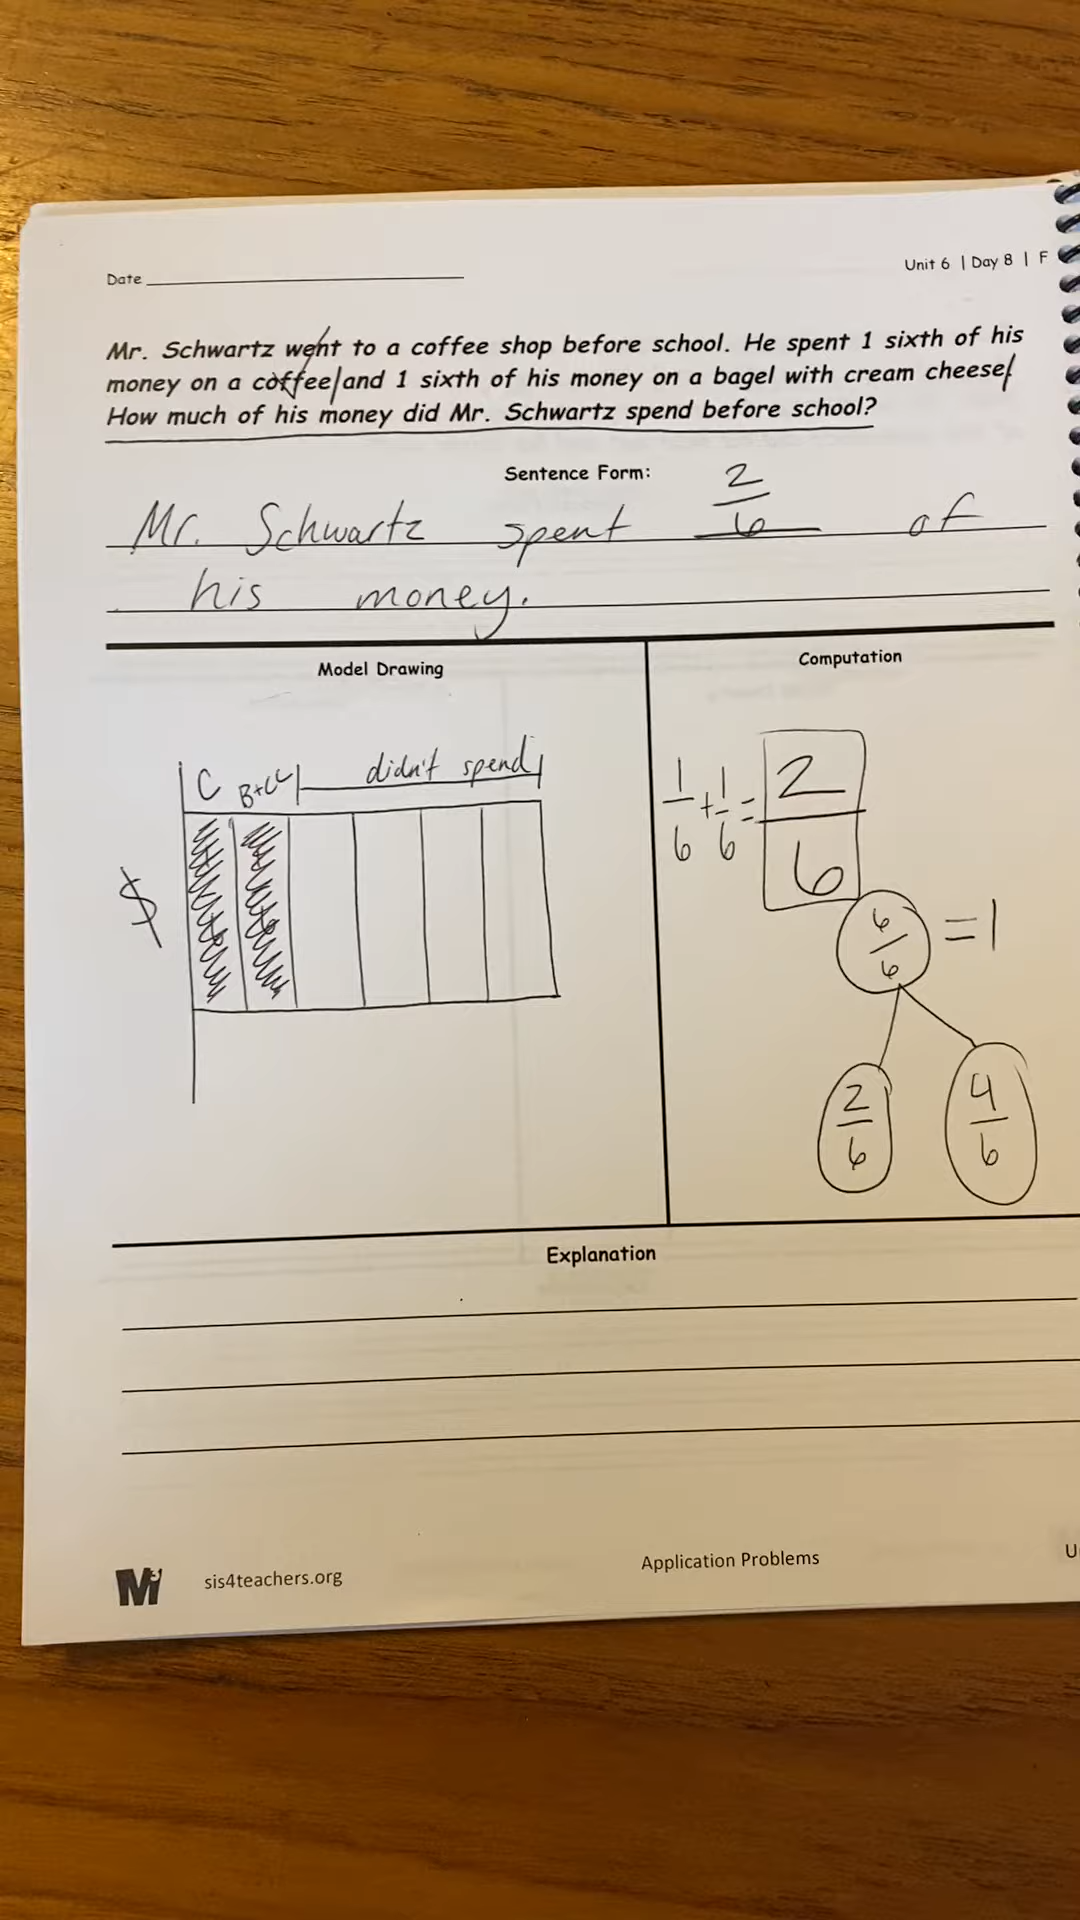 Date
Unit 6 | Day 8 | F
Mr. Schwartz went to a coffee shop before school. He spent 1 sixth of his
money on a coffee and 1 sixth of his money on a bagel with cream cheese.
How much of his money did Mr. Schwartz spend before school?
Sentence Form:
Mr. Schwartz spent 2/6 of
his money.
Model Drawing
Computation
C B+CC didn't spend
$
1/6 + 1/6 = 2/6
6/6 = 1
2/6 4/6
Explanation
M³ sis4teachers.org
Application Problems